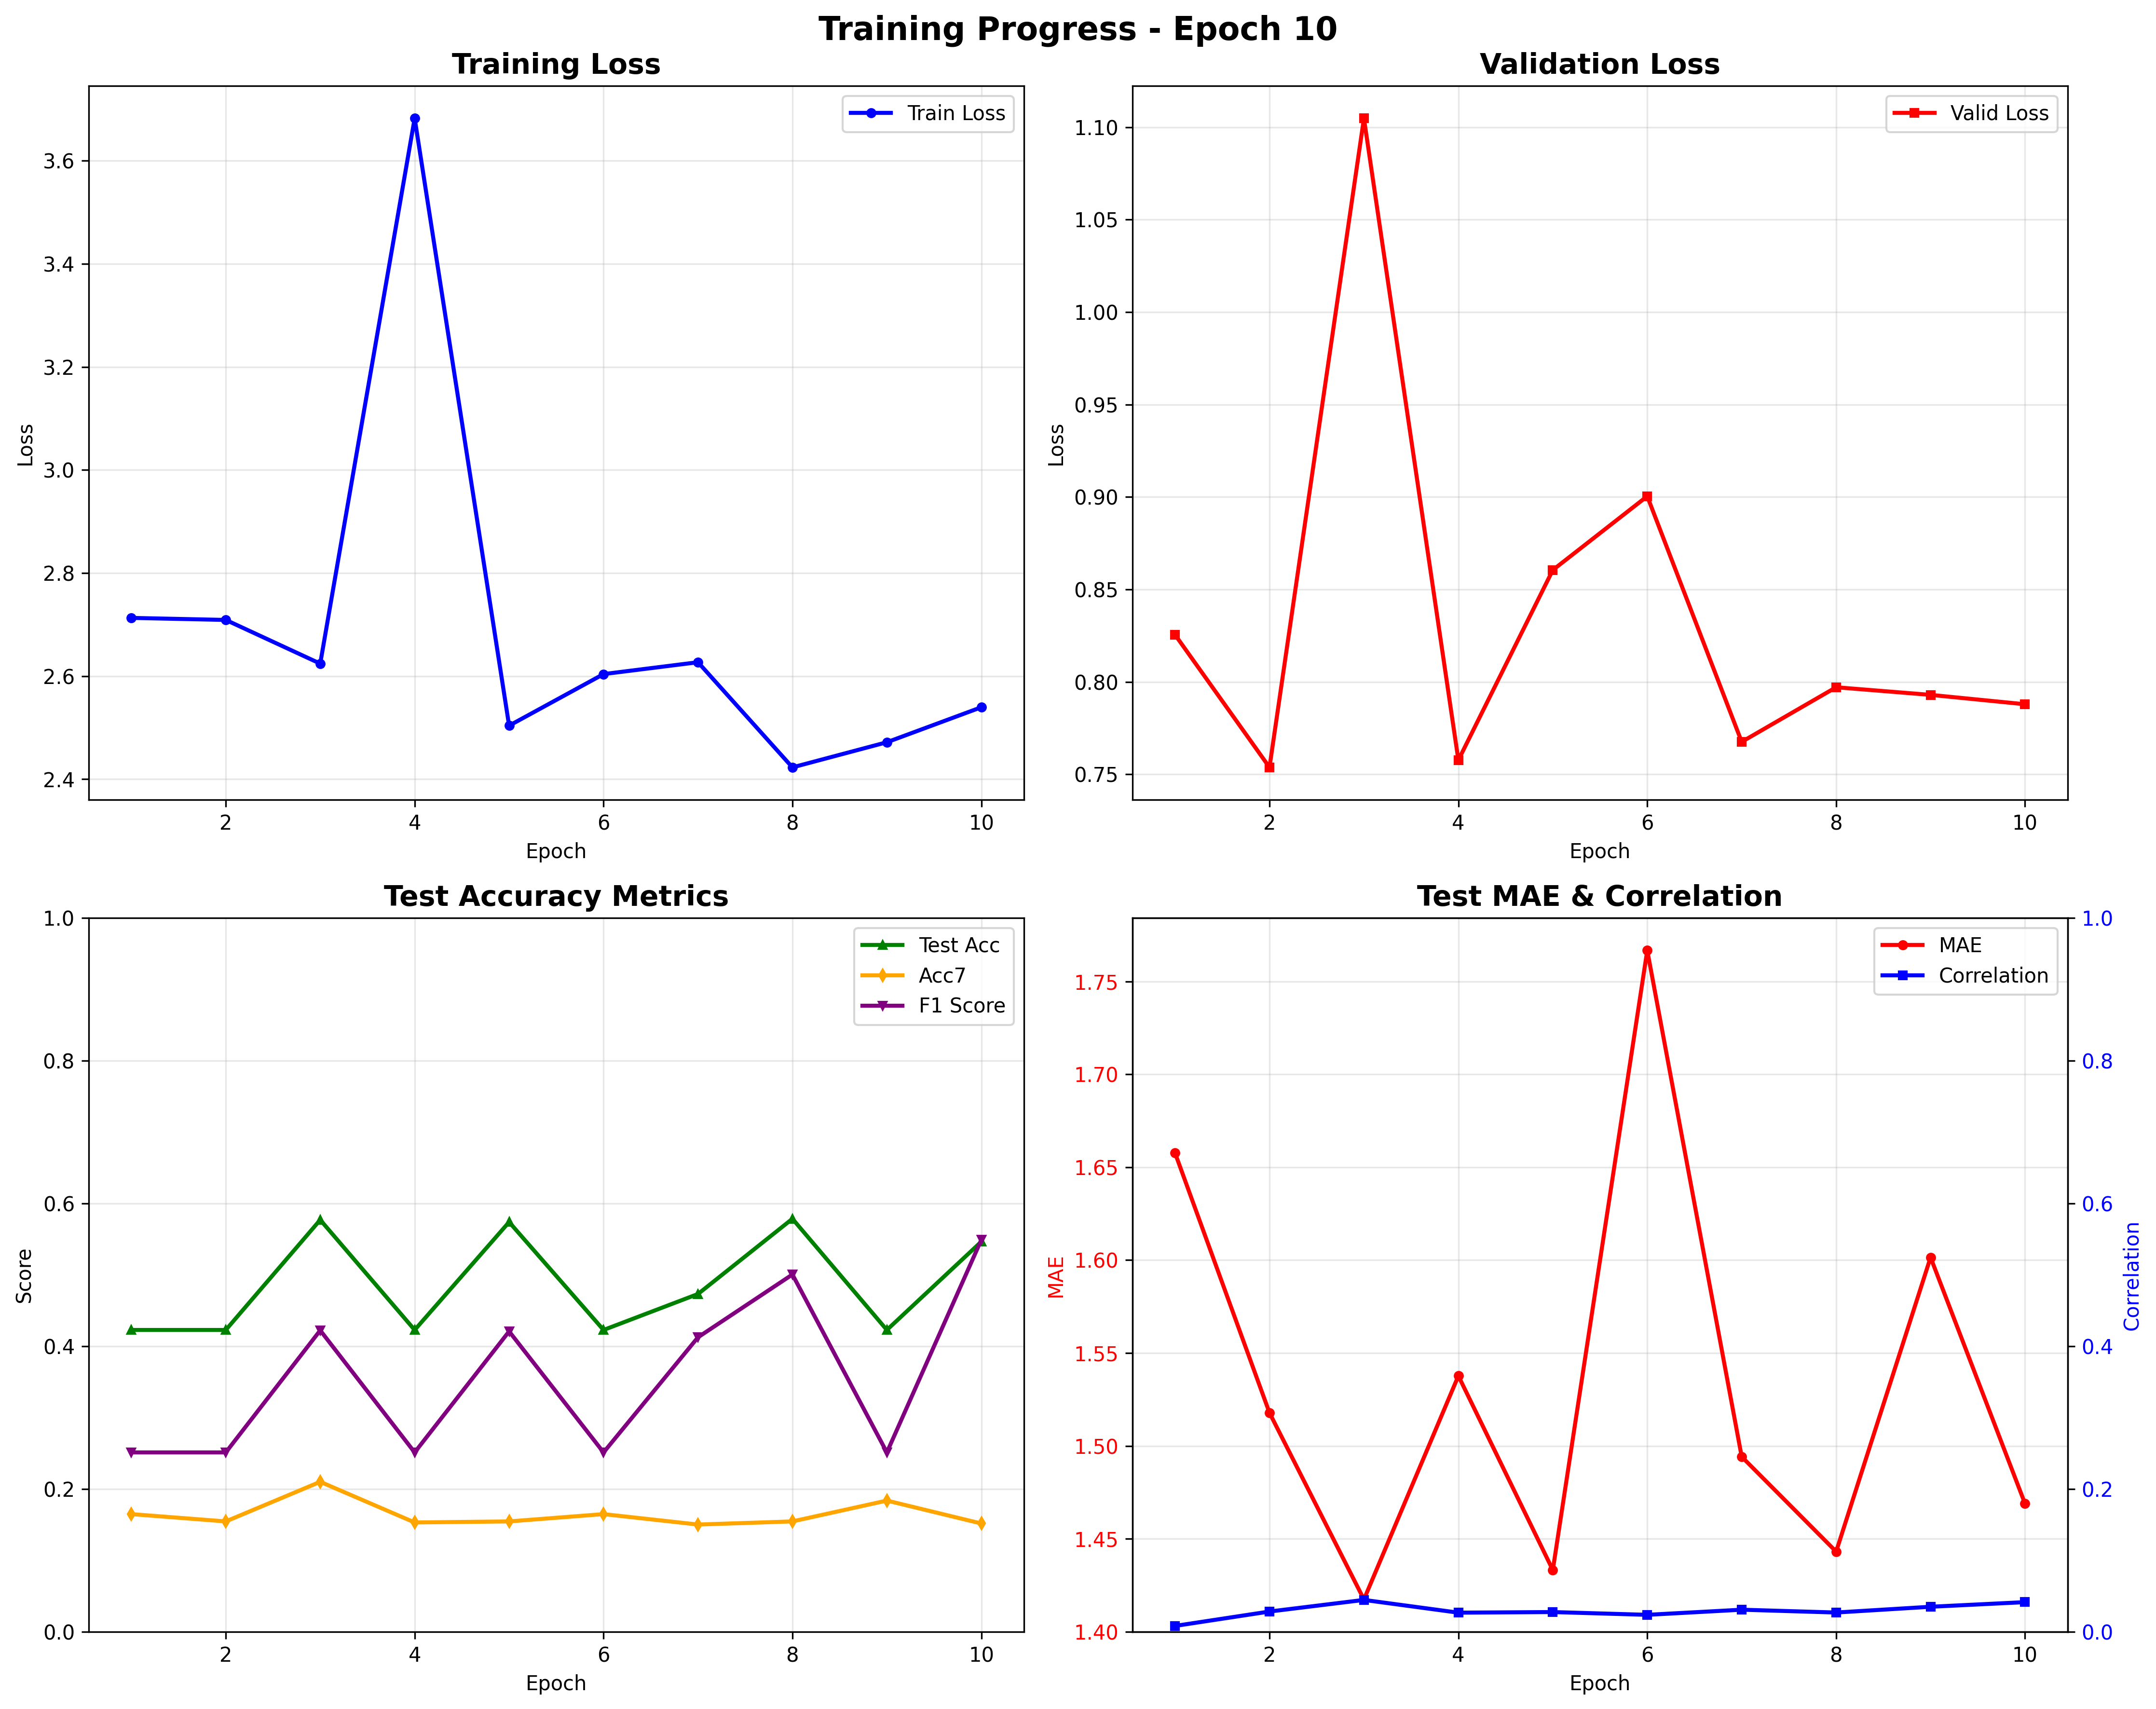 Training Progress - Epoch 10
Training Loss
Train Loss
3.6
3.4
3.2
3.0
2.8
2.6
2.4
Loss
2
4
6
8
10
Epoch
Validation Loss
Valid Loss
1.10
1.05
1.00
0.95
0.90
0.85
0.80
0.75
Loss
2
4
6
8
10
Epoch
Test Accuracy Metrics
Test Acc
Acc7
F1 Score
1.0
0.8
0.6
0.4
0.2
0.0
Score
2
4
6
8
10
Epoch
Test MAE & Correlation
MAE
Correlation
1.75
1.70
1.65
1.60
1.55
1.50
1.45
1.40
MAE
1.0
0.8
0.6
0.4
0.2
0.0
Correlation
2
4
6
8
10
Epoch